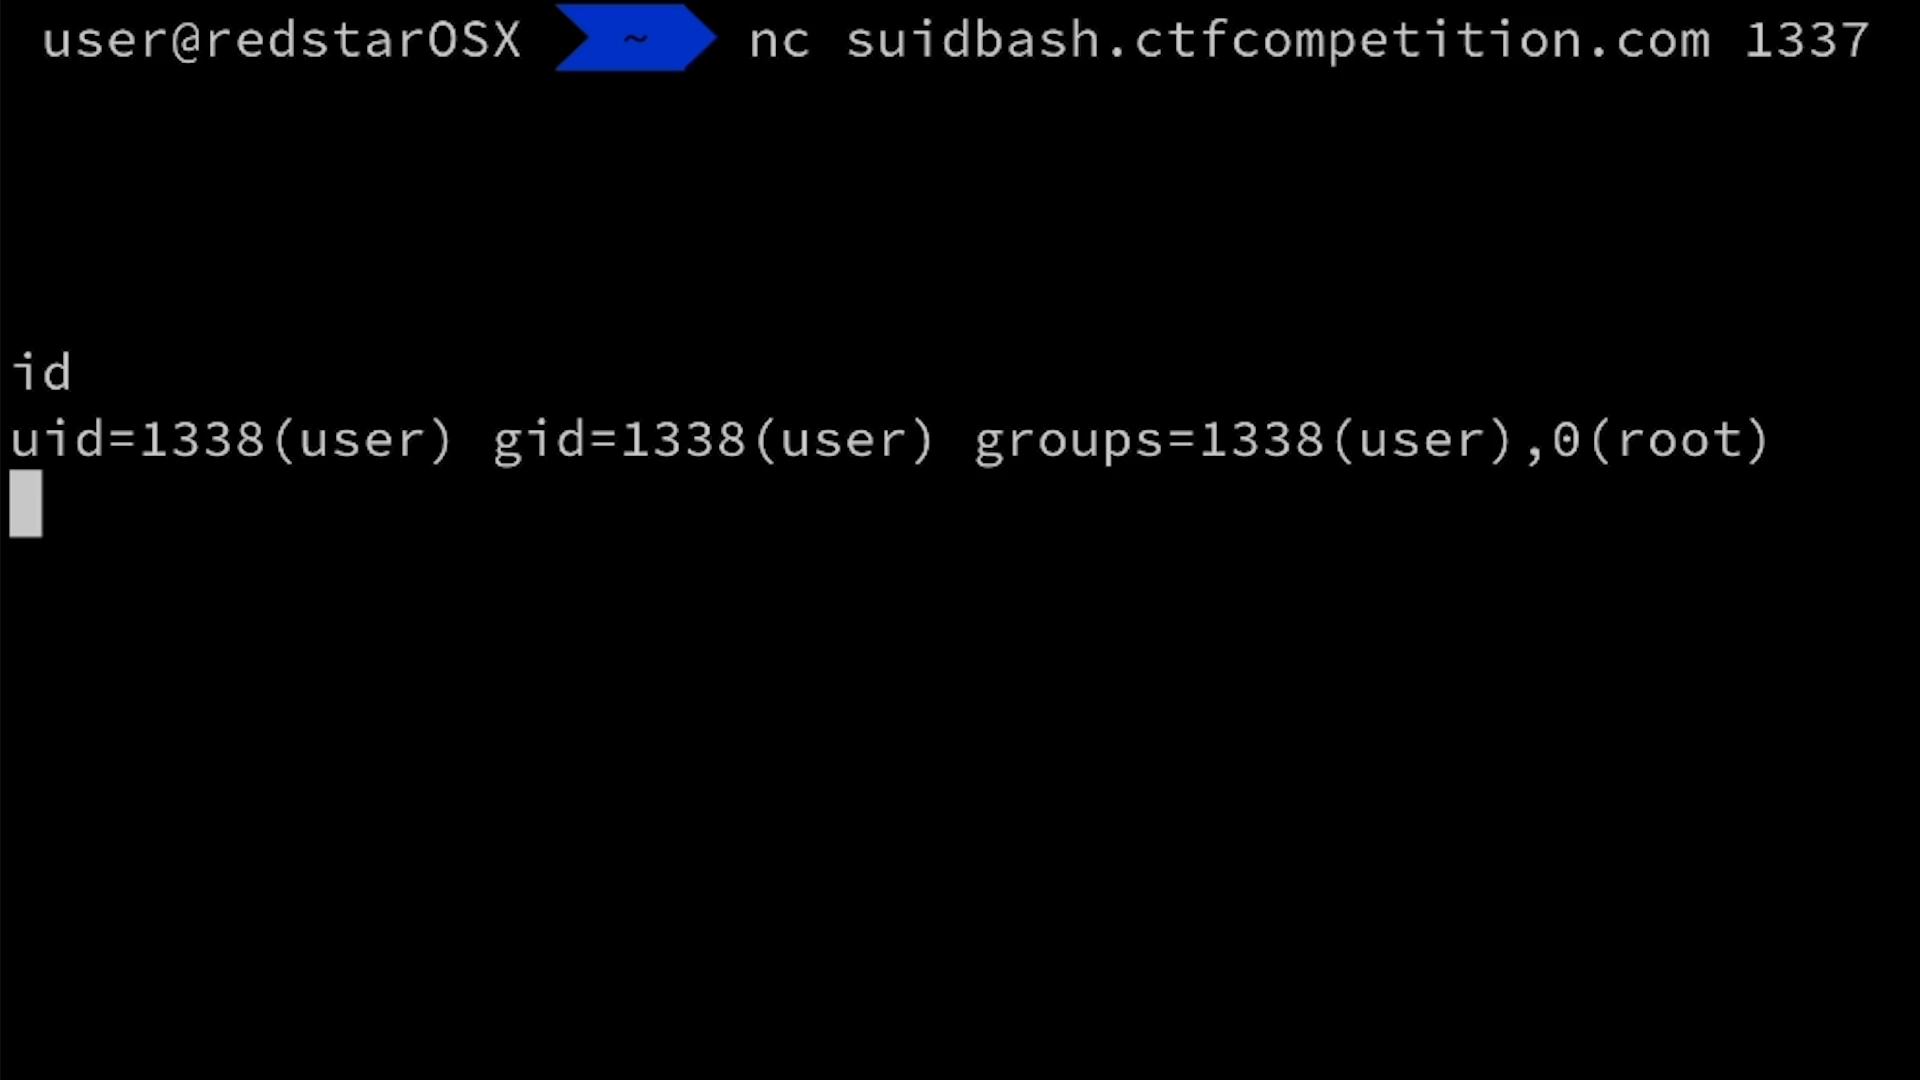 user@redstarOSX ~ nc suidbash.ctfcompetition.com 1337
id
uid=1338(user) gid=1338(user) groups=1338(user),0(root)